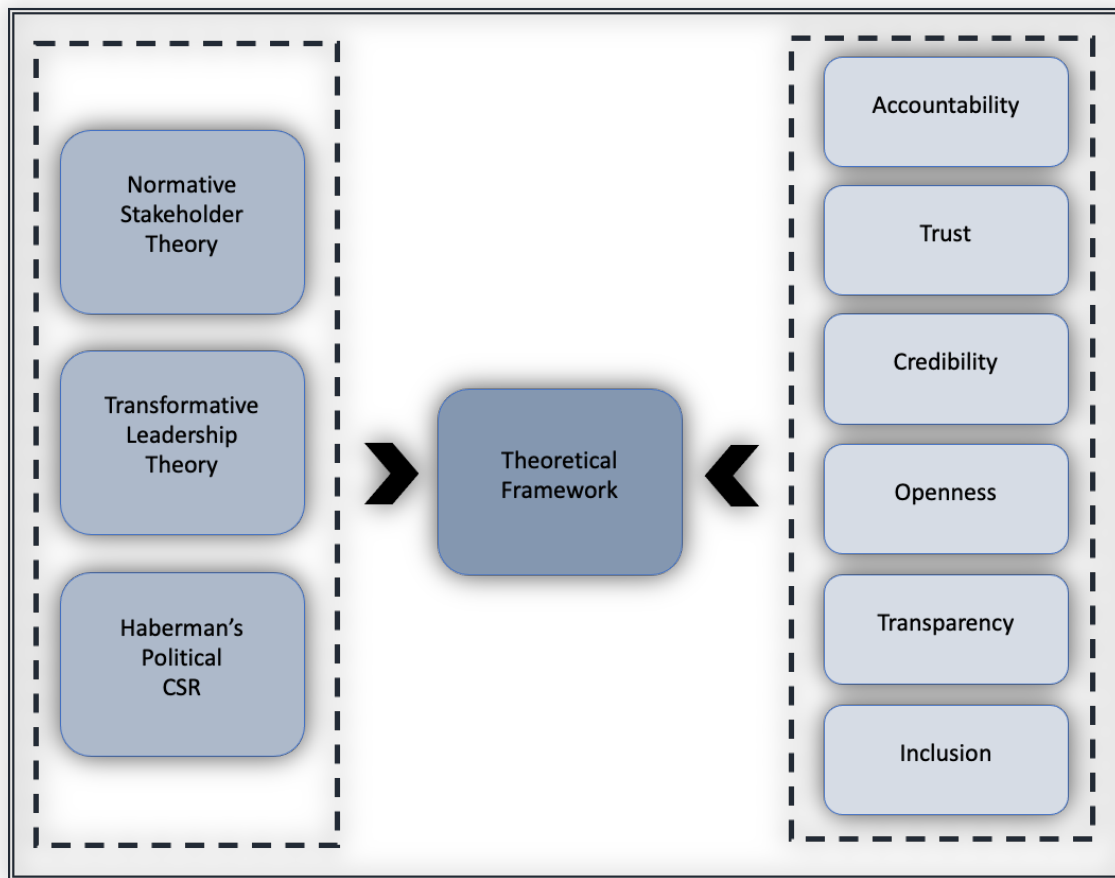 Normative
Stakeholder
Theory
Transformative
Leadership
Theory
Haberman’s
Political
CSR
Theoretical
Framework
Accountability
Trust
Credibility
Openness
Transparency
Inclusion